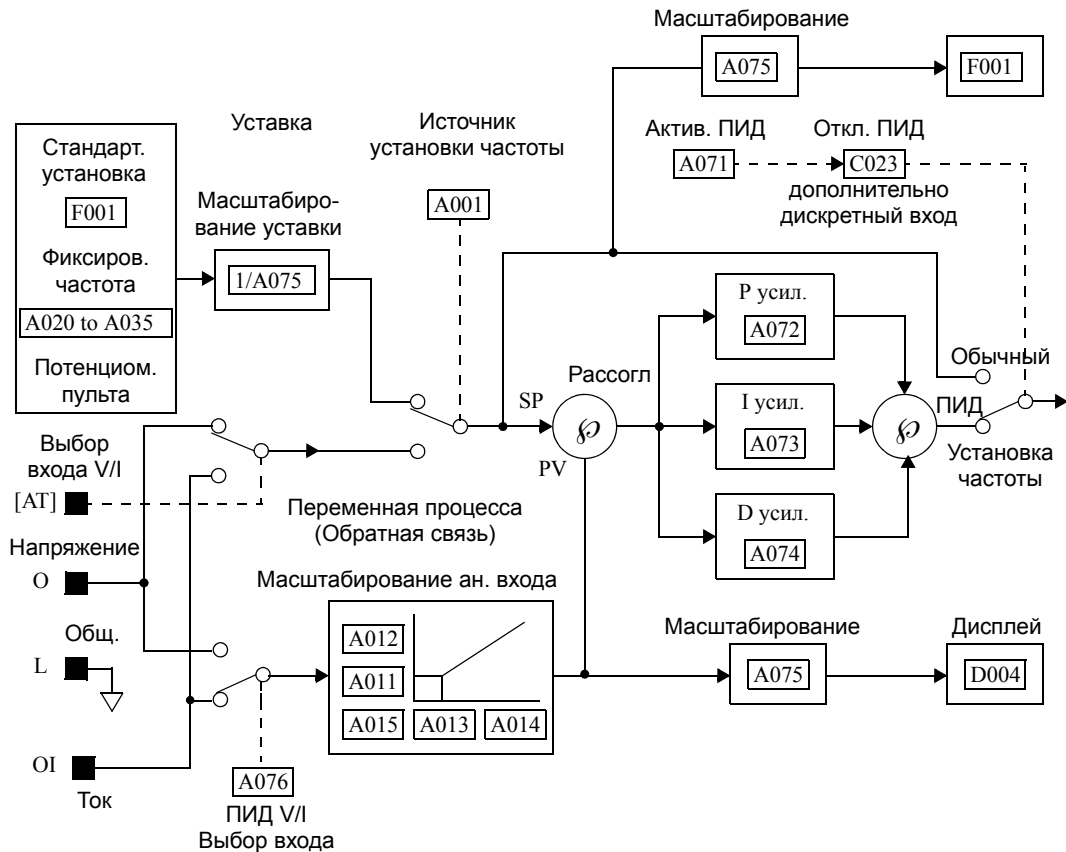 Масштабирование
A075
F001
Уставка
Источник
установки частоты
Актив. ПИД
Откл. ПИД
A071
C023
дополнительно
дискретный вход
Стандарт.
установка
F001
Фиксиров.
частота
A020 to A035
Потенциом.
пульта
Масштабиро-
вание уставки
1/A075
A001
P усил.
A072
I усил.
A073
D усил.
A074
Рассогл
SP
℘
PV
℘
Обычный
ПИД
Установка
частоты
Выбор
входа V/I
[AT]
Напряжение
O
Общ.
L
OI
Ток
Переменная процесса
(Обратная связь)
Масштабирование ан. входа
A012
A011
A015
A013
A014
A076
ПИД V/I
Выбор входа
Масштабирование
A075
Дисплей
D004